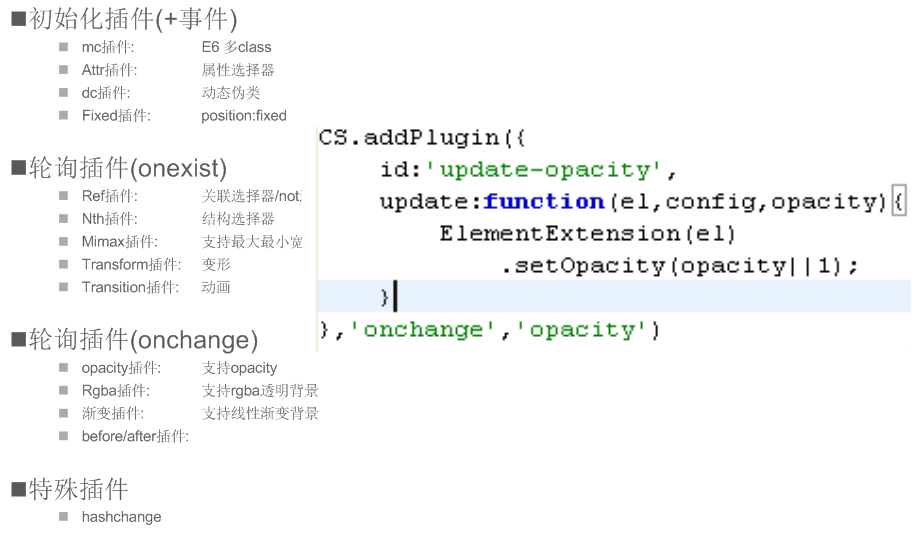 初始化插件(+事件)
mc插件: E6 多class
Attr插件: 属性选择器
dc插件: 动态伪类
Fixed插件: position:fixed
轮询插件(onexist)
Ref插件: 关联选择器/not
Nth插件: 结构选择器
Mimax插件: 支持最大最小宽
Transform插件: 变形
Transition插件: 动画
轮询插件(onchange)
opacity插件: 支持opacity
Rgba插件: 支持rgba透明背景
渐变插件: 支持线性渐变背景
before/after插件:
特殊插件
hashchange
CS.addPlugin({
id:'update-opacity',
update:function(el,config,opacity){
ElementExtension(el)
.setOpacity(opacity||1);
}
},'onchange','opacity')